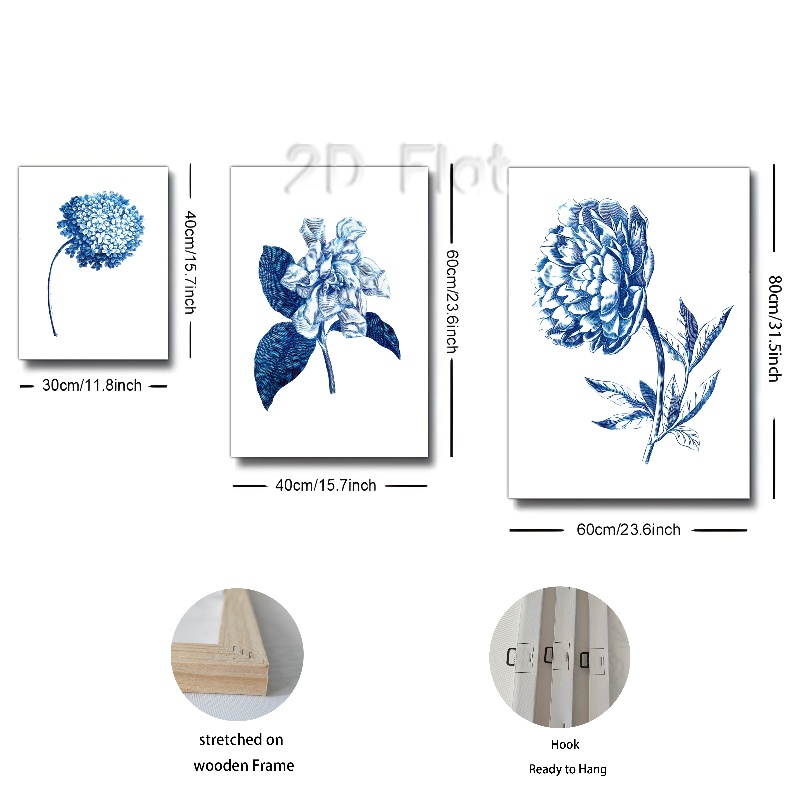 2D Flat
40cm/15.7inch
60cm/23.6inch
80cm/31.5inch
30cm/11.8inch
40cm/15.7inch
60cm/23.6inch
stretched on
wooden Frame
Hook
Ready to Hang